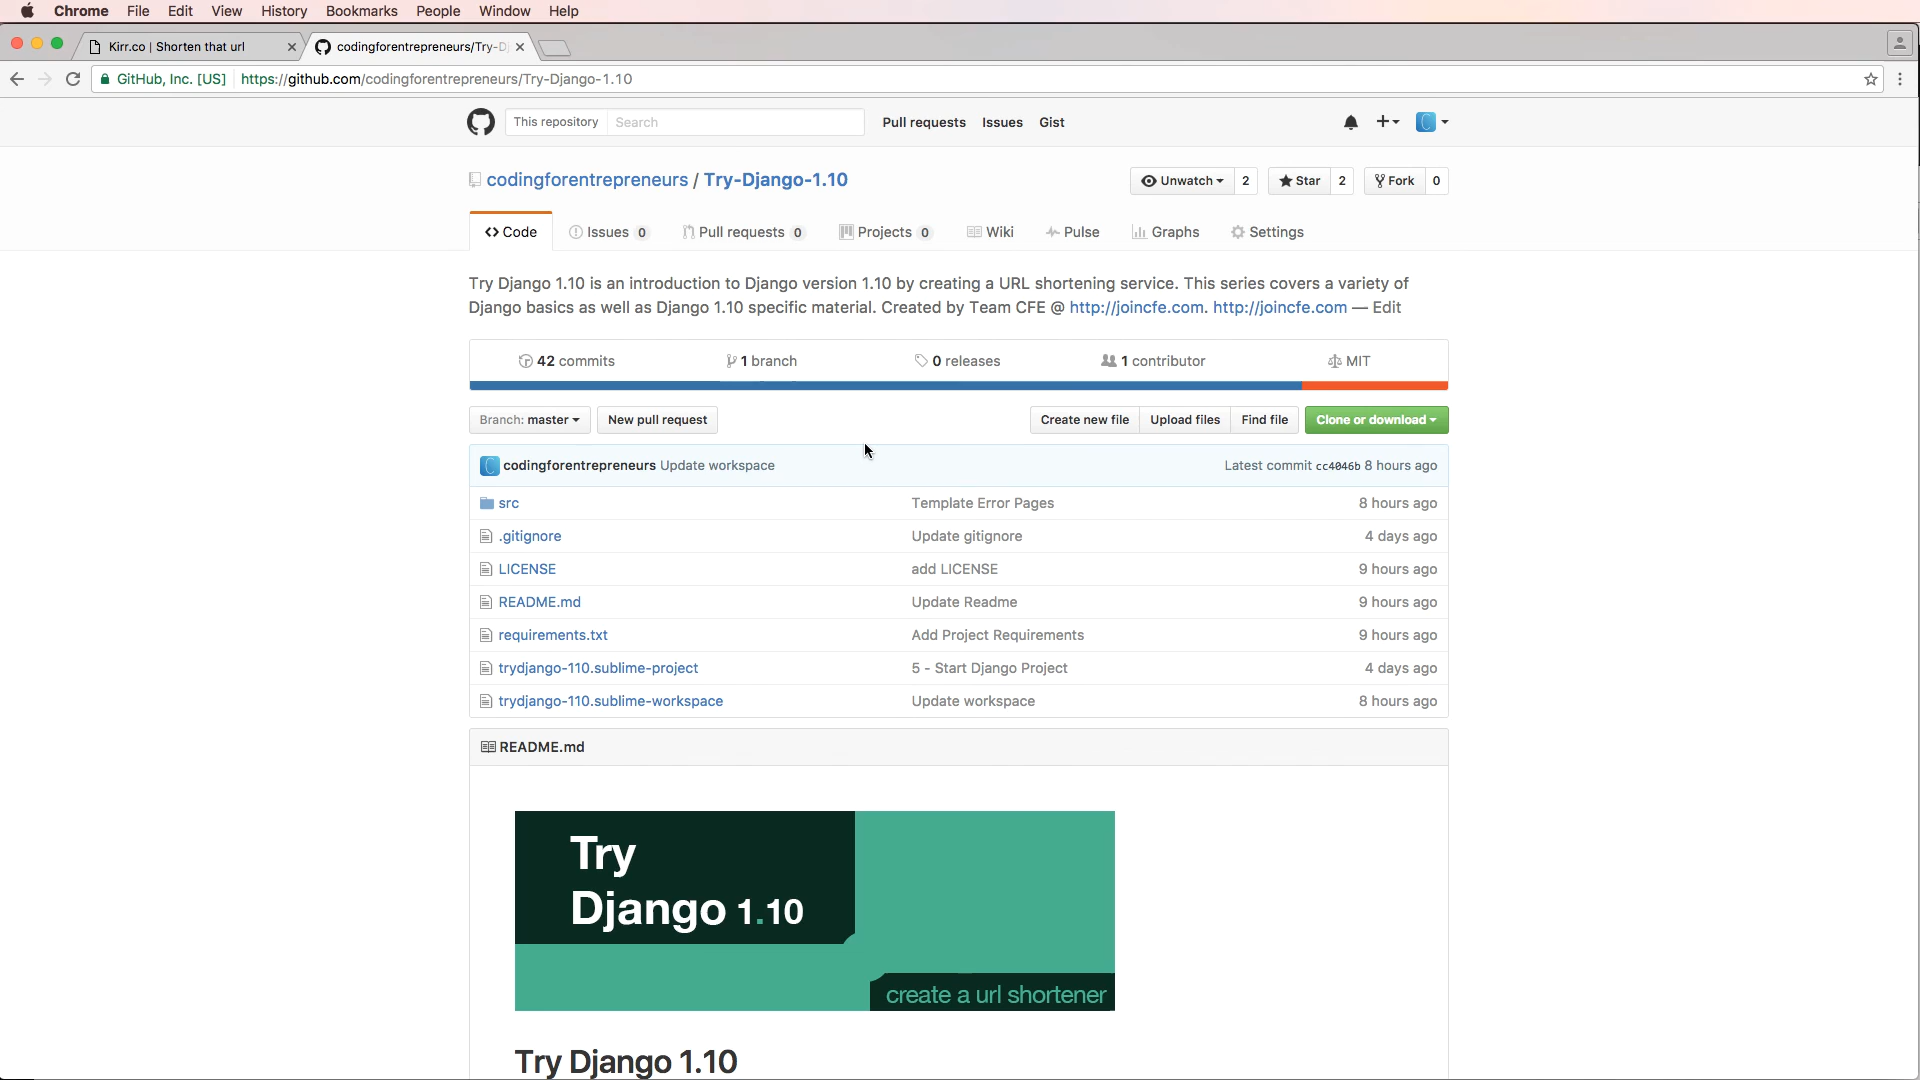 Chrome File Edit View History Bookmarks People Window Help
Kirr.co | Shorten that url codingforentrepreneurs/Try-D
GitHub, Inc. [US] https://github.com/codingforentrepreneurs/Try-Django-1.10
This repository Search Pull requests Issues Gist
codingforentrepreneurs / Try-Django-1.10 Unwatch 2 Star 2 Fork 0
Code Issues 0 Pull requests 0 Projects 0 Wiki Pulse Graphs Settings
Try Django 1.10 is an introduction to Django version 1.10 by creating a URL shortening service. This series covers a variety of
Django basics as well as Django 1.10 specific material. Created by Team CFE @ http://joincfe.com. http://joincfe.com — Edit
42 commits 1 branch 0 releases 1 contributor MIT
Branch: master New pull request Create new file Upload files Find file Clone or download
codingforentrepreneurs Update workspace Latest commit cc4046b 8 hours ago
src Template Error Pages 8 hours ago
.gitignore Update gitignore 4 days ago
LICENSE add LICENSE 9 hours ago
README.md Update Readme 9 hours ago
requirements.txt Add Project Requirements 9 hours ago
trydjango-110.sublime-project 5 - Start Django Project 4 days ago
trydjango-110.sublime-workspace Update workspace 8 hours ago
README.md
Try
Django 1.10
create a url shortener
Try Django 1.10